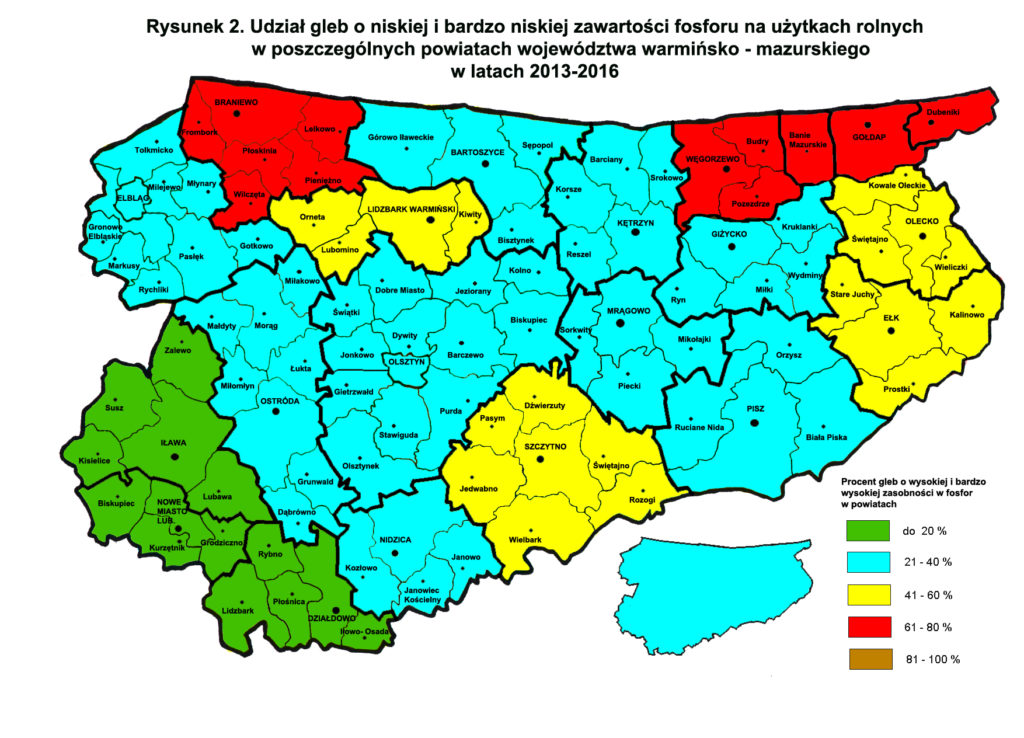 Rysunek 2. Udział gleb o niskiej i bardzo niskiej zawartości fosforu na użytkach rolnych
w poszczególnych powiatach województwa warmińsko - mazurskiego
w latach 2013-2016
BRANIEWO
Frombork
Lelkowo
Płoskinia
Pieniężno
Wilczęta
Tolkmicko
Milejewo
Młynary
ELBLĄG
Gronowo
Elbląskie
Markusy
Pasłęk
Rychliki
Gotkowo
Górowo Iławeckie
BARTOSZYCE
Sępopol
Bisztynek
Orneta
LIDZBARK WARMIŃSKI
Kiwity
Lubomino
Barciany
Srokowo
Korsze
KĘTRZYN
Reszel
WĘGORZEWO
Budry
Pozezdrze
Banie
Mazurskie
GOŁDAP
Dubeniki
Kowale Oleckie
OLECKO
Świętajno
Wieliczki
GIŻYCKO
Kruklanki
Wydminy
Miłki
Ryn
Stare Juchy
EŁK
Kalinowo
Prostki
Miłakowo
Małdyty
Morąg
Łukta
Miłomłyn
OSTRÓDA
Grunwald
Dąbrówno
Dobre Miasto
Jeziorany
Kolno
Świątki
Dywity
Biskupiec
Jonkowo
OLSZTYN
Barczewo
Gietrzwałd
Purda
Stawiguda
Olsztynek
MRĄGOWO
Sorkwity
Mikołajki
Piecki
Orzysz
PISZ
Ruciane Nida
Biała Piska
Dźwierzuty
Pasym
SZCZYTNO
Świętajno
Jedwabno
Rozogi
Wielbark
Zalewo
Susz
IŁAWA
Kisielice
Lubawa
Biskupiec
NOWE
MIASTO
LUB.
Kurzętnik
Grodziczno
Rybno
Lidzbark
Płośnica
DZIAŁDOWO
Iłowo- Osada
NIDZICA
Kozłowo
Janowo
Janowiec
Kościelny
Procent gleb o wysokiej i bardzo
wysokiej zasobności w fosfor
w powiatach
do 20 %
21 - 40 %
41 - 60 %
61 - 80 %
81 - 100 %